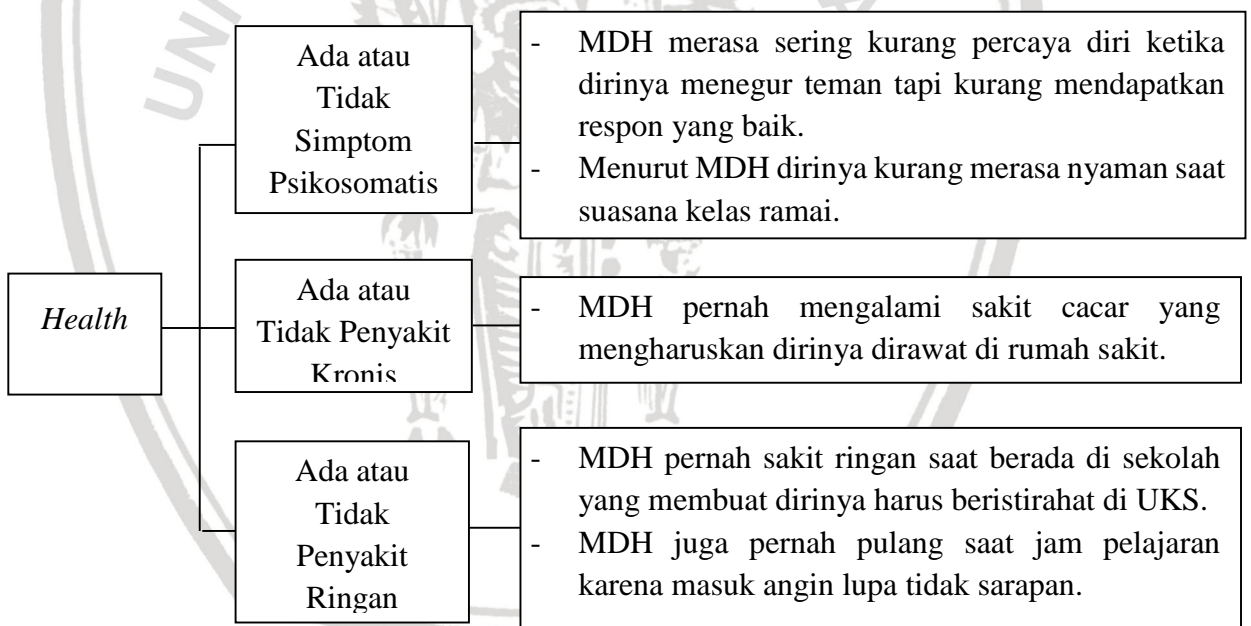 Ada atau
Tidak
Simptom
Psikosomatis
- MDH merasa sering kurang percaya diri ketika
dirinya menegur teman tapi kurang mendapatkan
respon yang baik.
- Menurut MDH dirinya kurang merasa nyaman saat
suasana kelas ramai.
Health
Ada atau
Tidak Penyakit
Kronis
- MDH pernah mengalami sakit cacar yang
mengharuskan dirinya dirawat di rumah sakit.
Ada atau
Tidak
Penyakit
Ringan
- MDH pernah sakit ringan saat berada di sekolah
yang membuat dirinya harus beristirahat di UKS.
- MDH juga pernah pulang saat jam pelajaran
karena masuk angin lupa tidak sarapan.
UNI